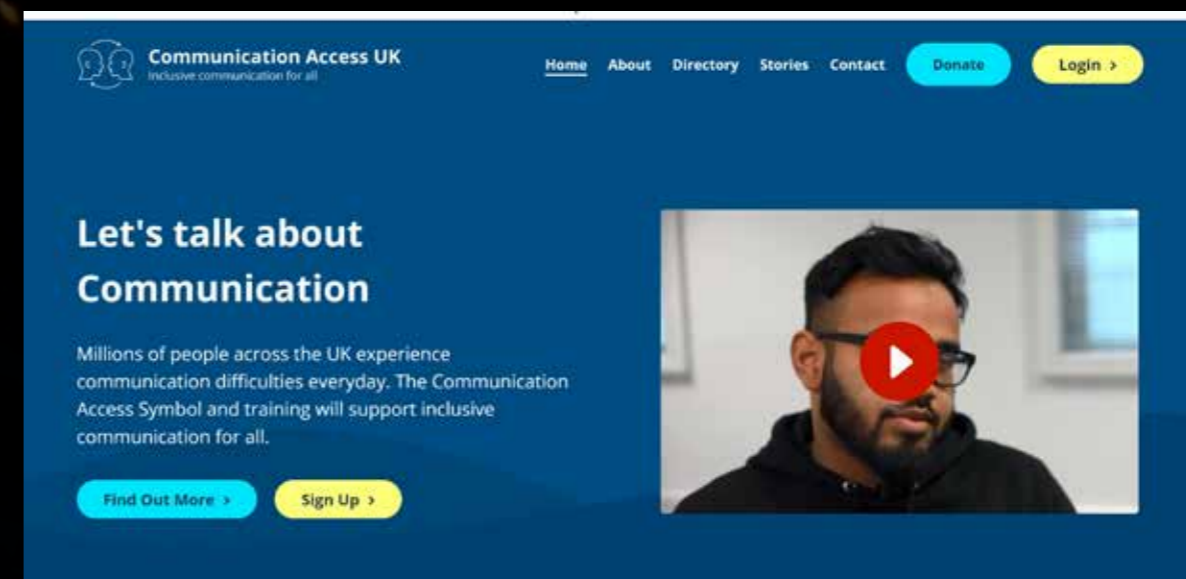 Communication Access UK
Inclusive communication for all
Home About Directory Stories Contact Donate Login >
Let's talk about
Communication
Millions of people across the UK experience
communication difficulties everyday. The Communication
Access Symbol and training will support inclusive
communication for all.
Find Out More > Sign Up >